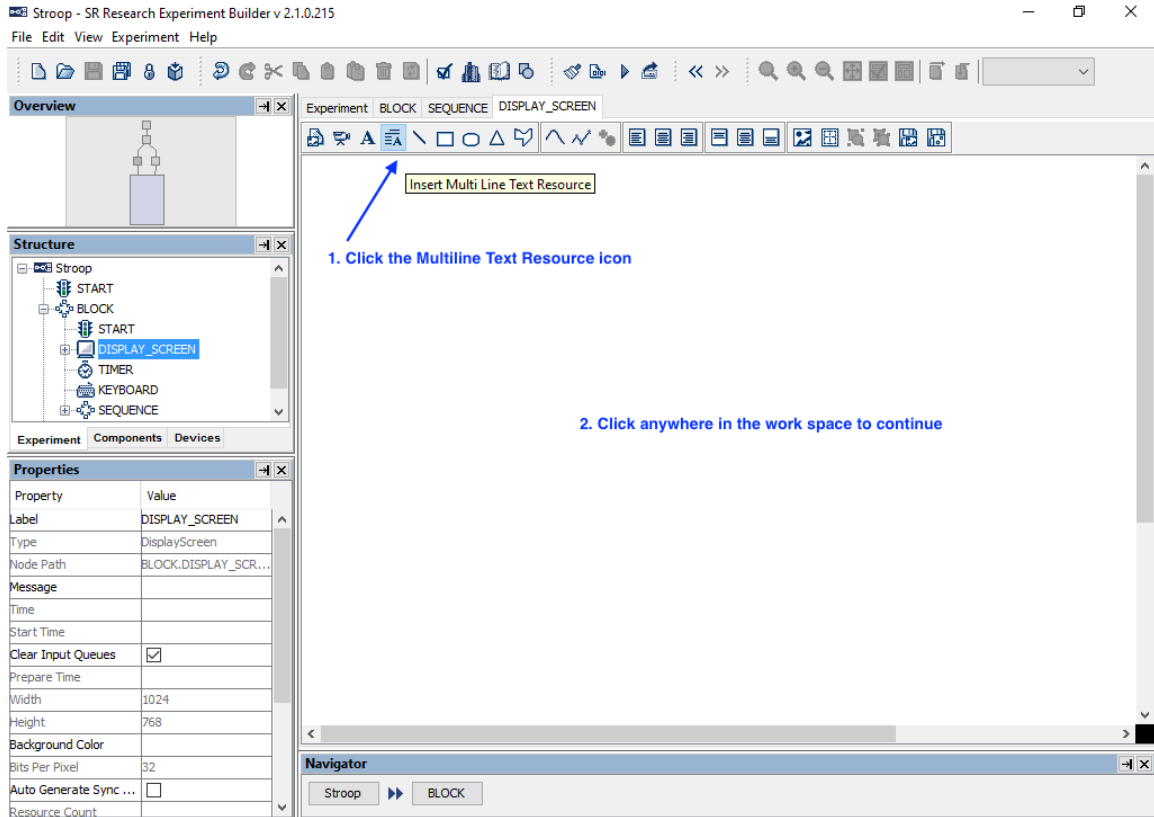 Stroop - SR Research Experiment Builder v 2.1.0.215
File Edit View Experiment Help
Overview
Experiment BLOCK SEQUENCE DISPLAY_SCREEN
Insert Multi Line Text Resource
1. Click the Multiline Text Resource icon
2. Click anywhere in the work space to continue
Structure
Stroop
START
BLOCK
START
DISPLAY_SCREEN
TIMER
KEYBOARD
SEQUENCE
Experiment Components Devices
Properties
Property Value
Label DISPLAY_SCREEN
Type DisplayScreen
Node Path BLOCK.DISPLAY_SCR...
Message
Time
Start Time
Clear Input Queues
Prepare Time
Width 1024
Height 768
Background Color
Bits Per Pixel 32
Auto Generate Sync ...
Resource Count
Navigator
Stroop BLOCK